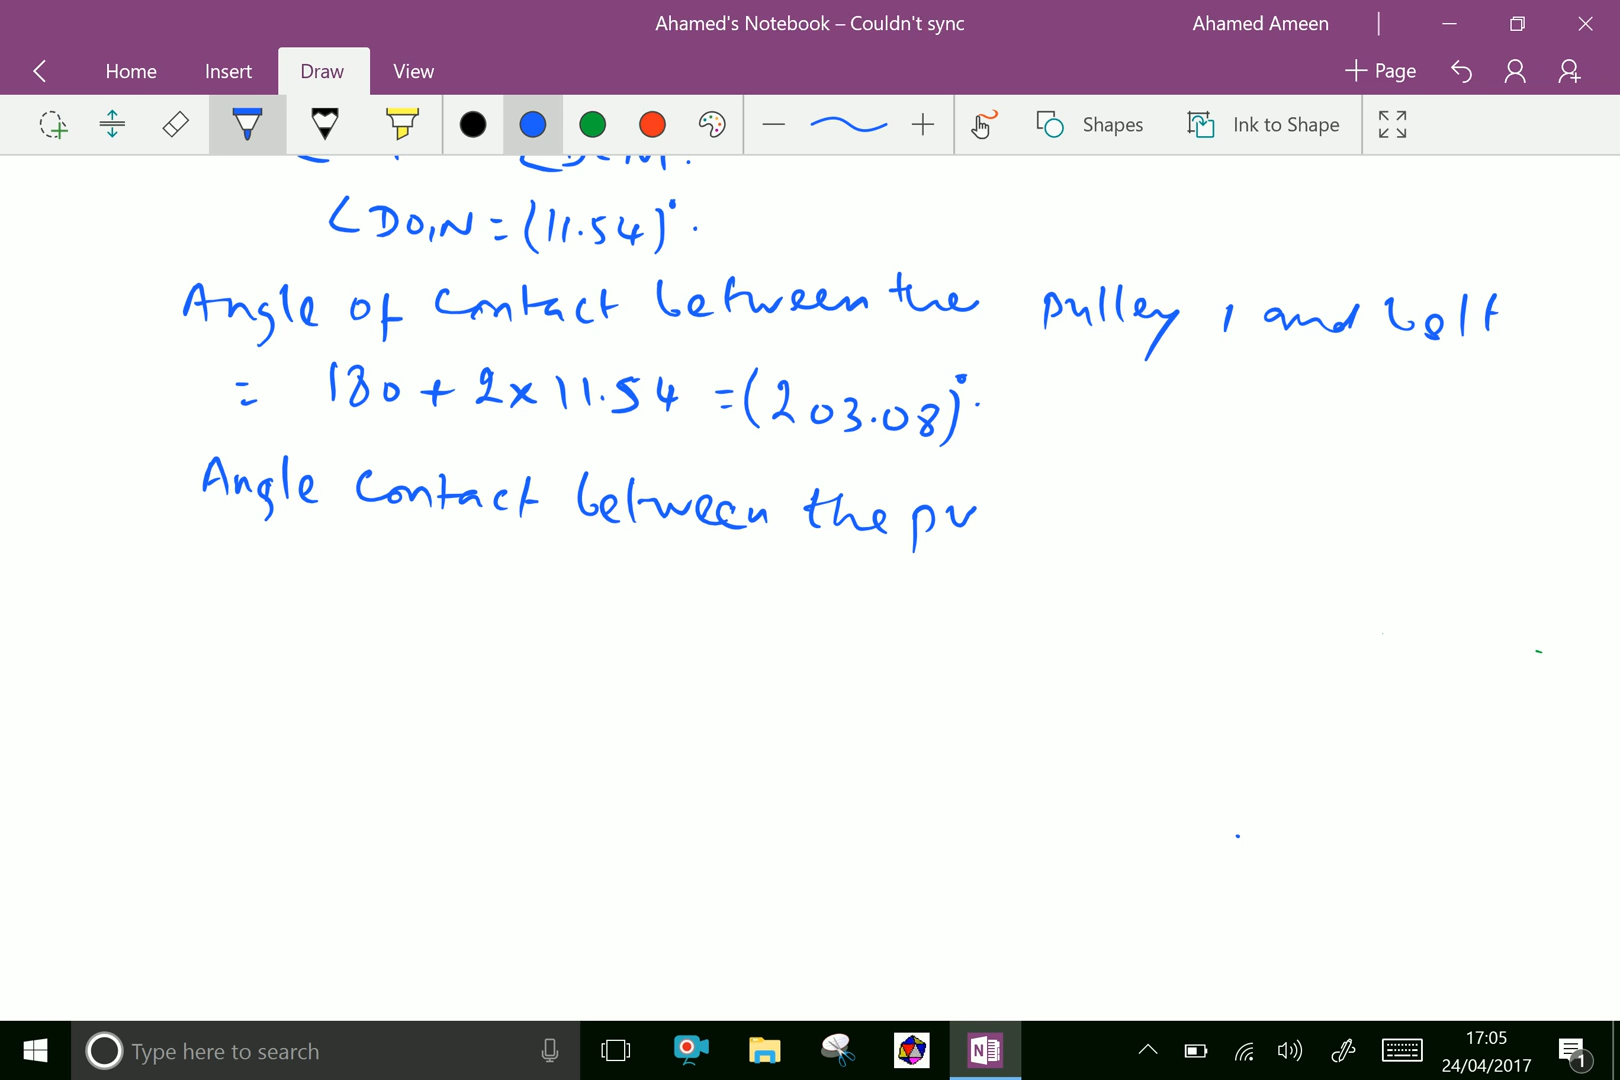 Ahamed's Notebook – Couldn't sync
Ahamed Ameen
Home Insert Draw View
Page
Shapes
Ink to Shape
<DO,N = (11.54)°.
Angle of contact between the pulley 1 and belt
= 180 + 2 x 11.54 = (203.08)°.
Angle contact between the pu
Type here to search
N
17:05
24/04/2017
1